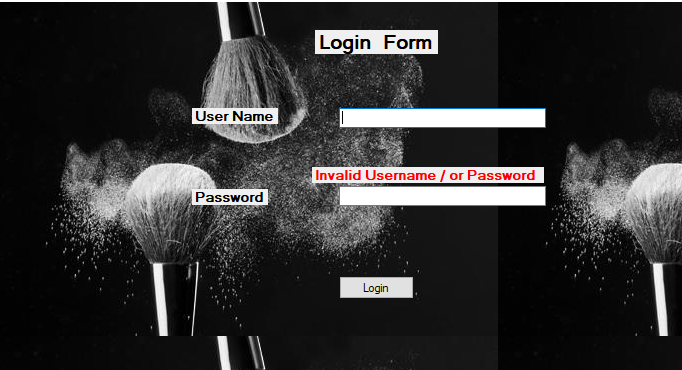 Login Form
User Name
Invalid Username / or Password
Password
Login